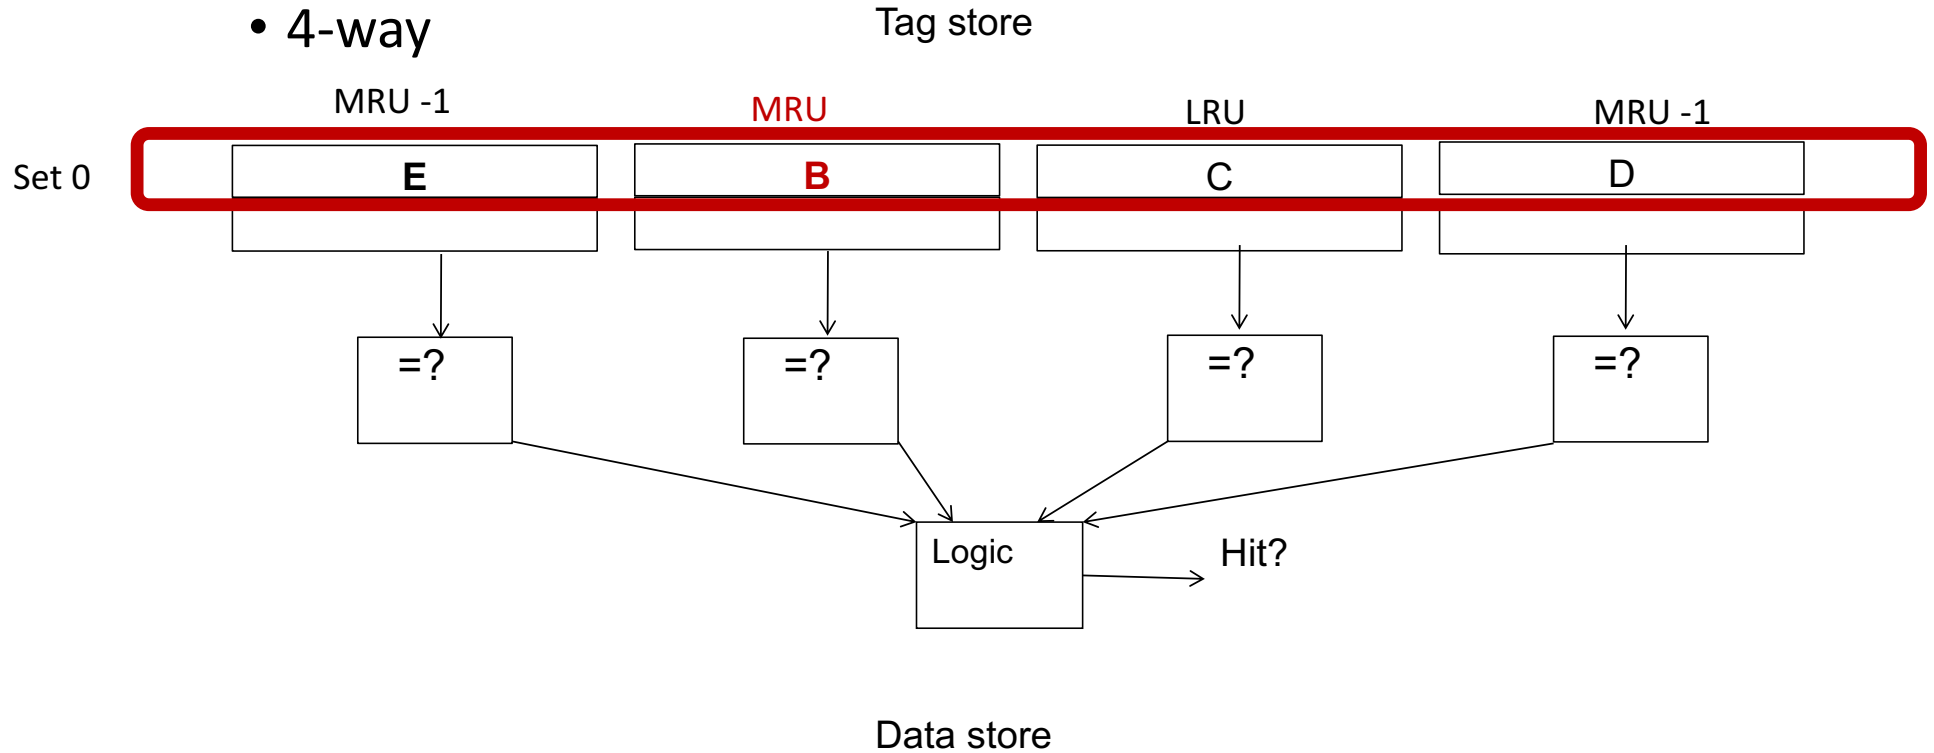 • 4-way
Tag store
MRU -1
MRU
LRU
MRU -1
Set 0
E
B
C
D
=?
=?
=?
=?
Logic
Hit?
Data store